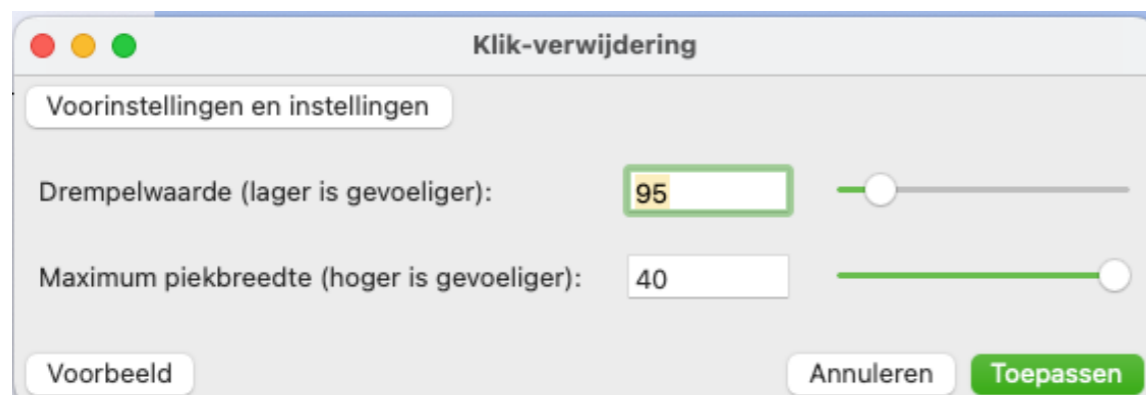 Klik-verwijdering
Voorinstellingen en instellingen
Drempelwaarde (lager is gevoeliger): 95
Maximum piekbreedte (hoger is gevoeliger): 40
Voorbeeld Annuleren Toepassen